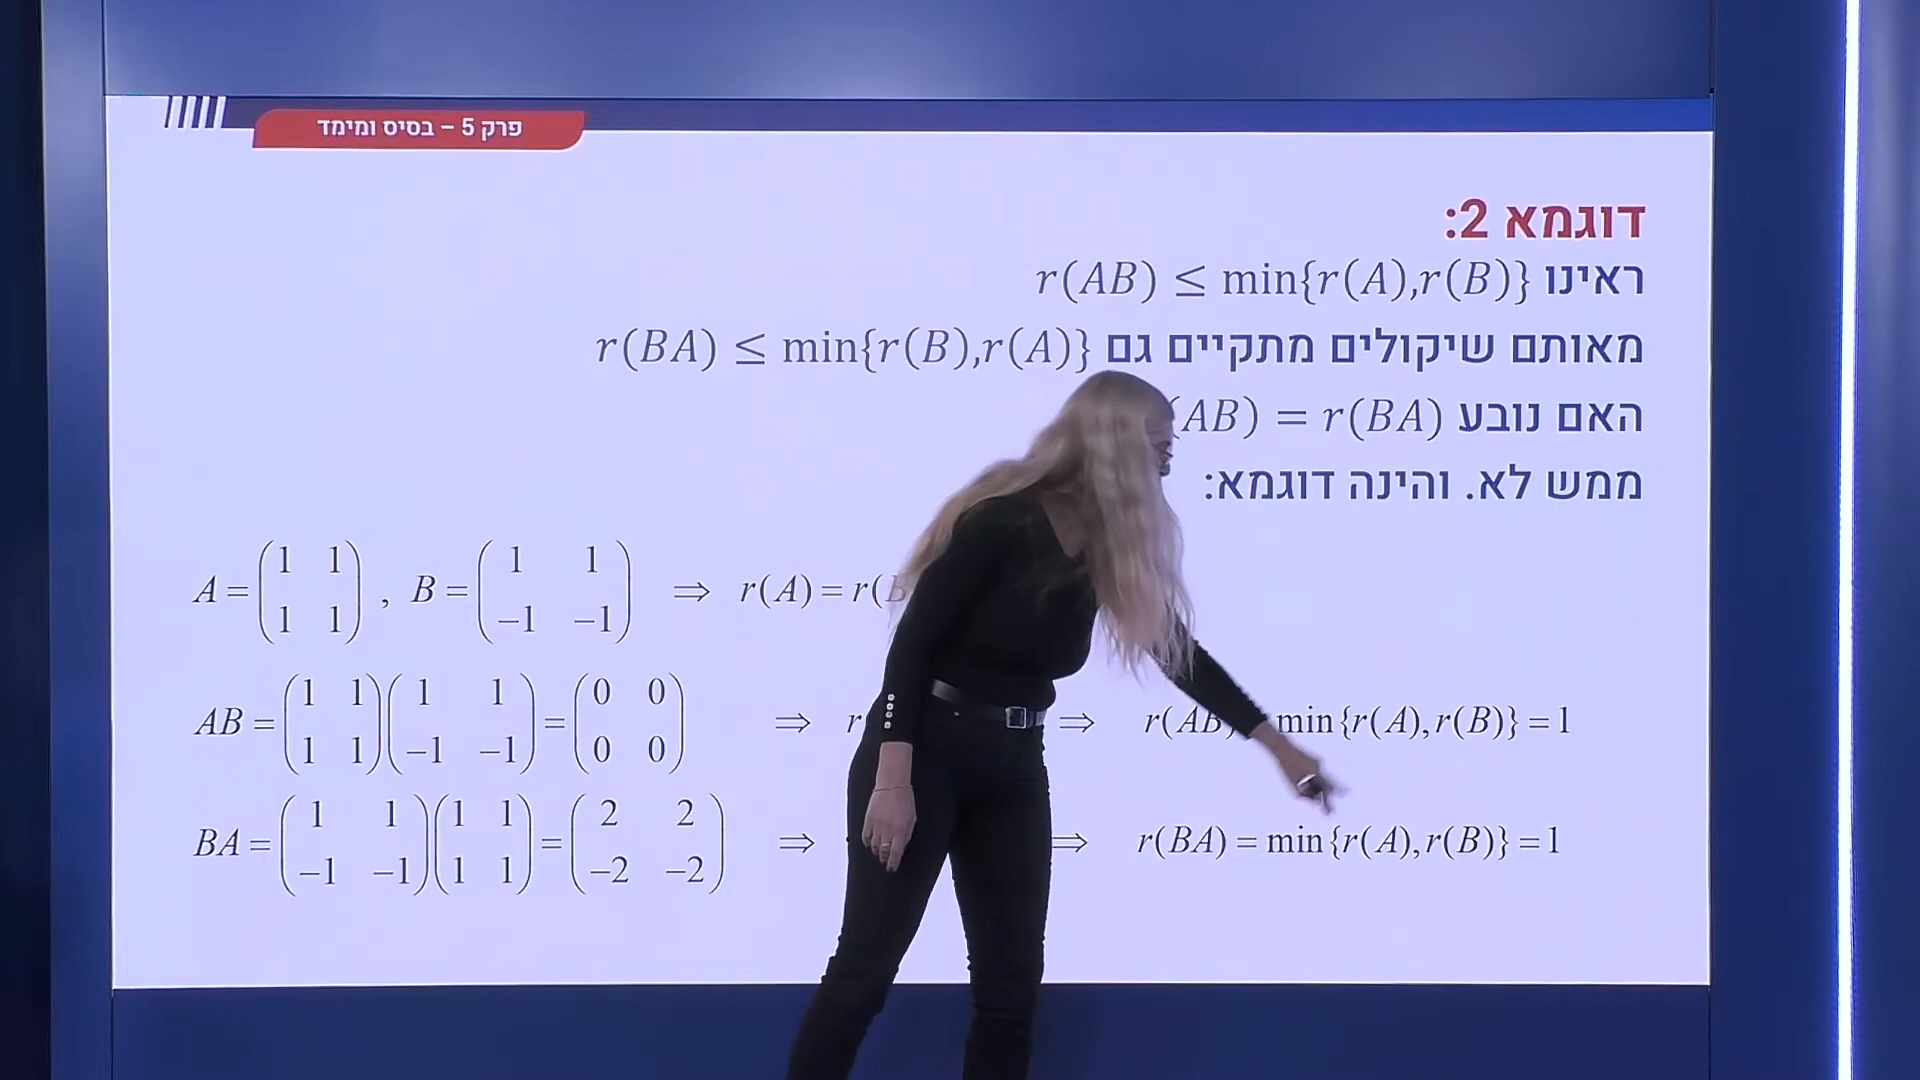 פרק 5 – בסיס ומימד
דוגמא 2:
ראינו r(AB) ≤ min{r(A),r(B)}
מאותם שיקולים מתקיים גם r(BA) ≤ min{r(B),r(A)}
האם נובע (AB) = r(BA)
ממש לא. והינה דוגמא:
A = (1 1 / 1 1) , B = (1 1 / −1 −1) ⇒ r(A) = r(B
AB = (1 1 / 1 1)(1 1 / −1 −1) = (0 0 / 0 0) ⇒ r ⇒ r(AB) min{r(A), r(B)} = 1
BA = (1 1 / −1 −1)(1 1 / 1 1) = (2 2 / −2 −2) ⇒ ⇒ r(BA) = min{r(A), r(B)} = 1